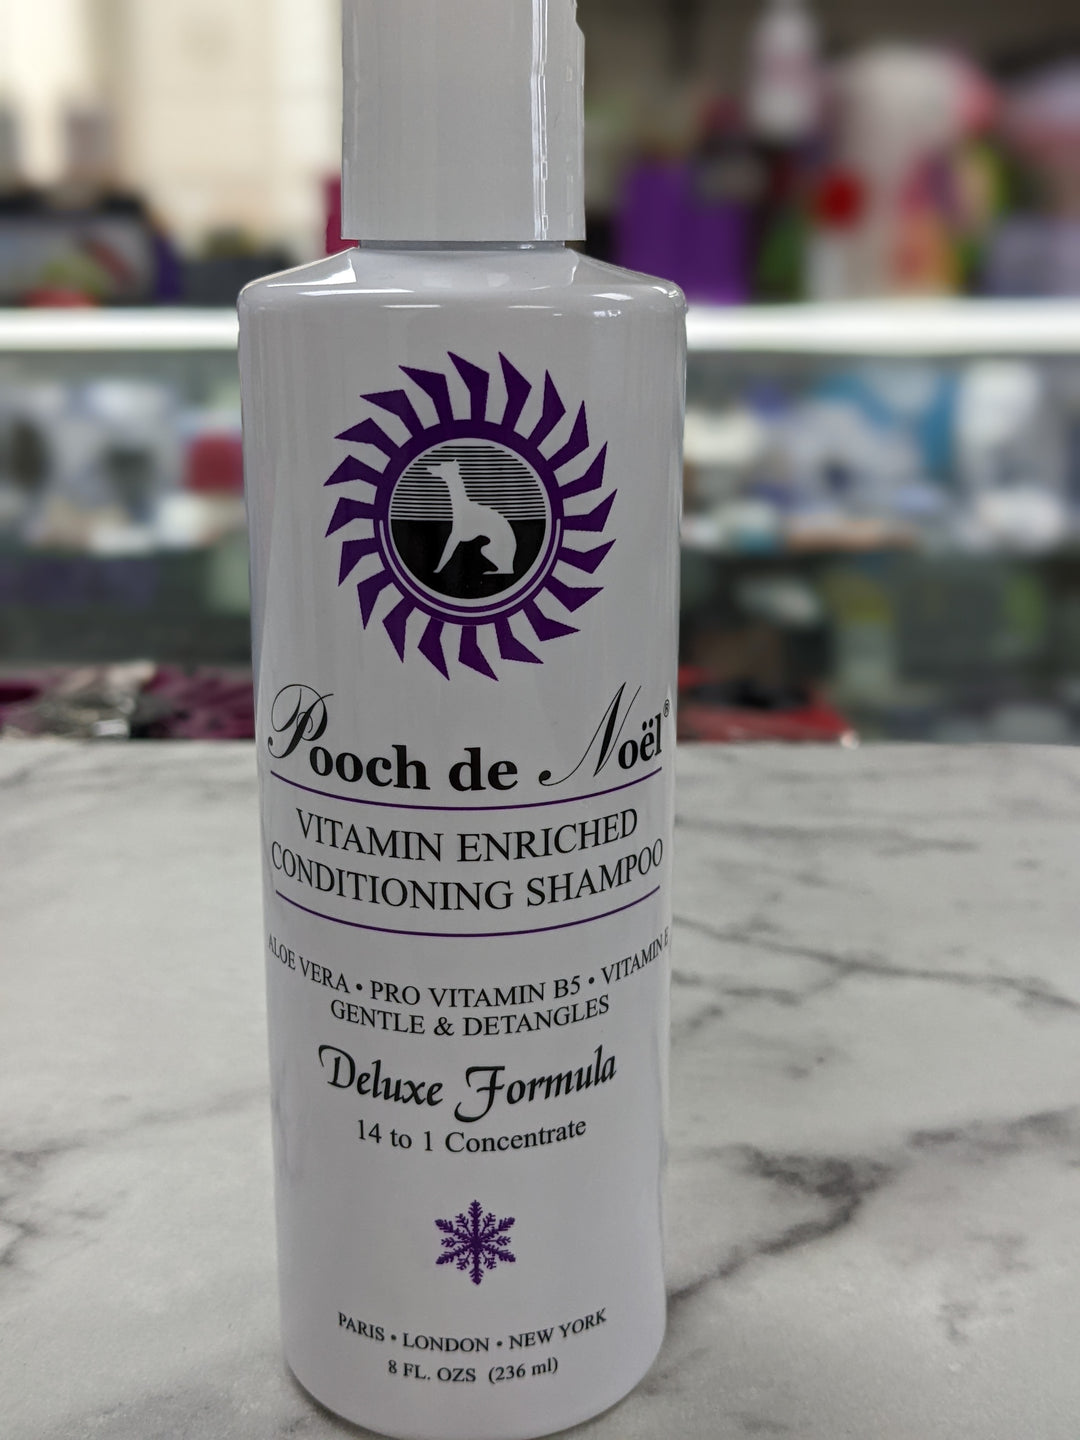 Pooch de Noël®
VITAMIN ENRICHED
CONDITIONING SHAMPOO
ALOE VERA • PRO VITAMIN B5 • VITAMIN E
GENTLE & DETANGLES
Deluxe Formula
14 to 1 Concentrate
PARIS • LONDON • NEW YORK
8 FL. OZS (236 ml)